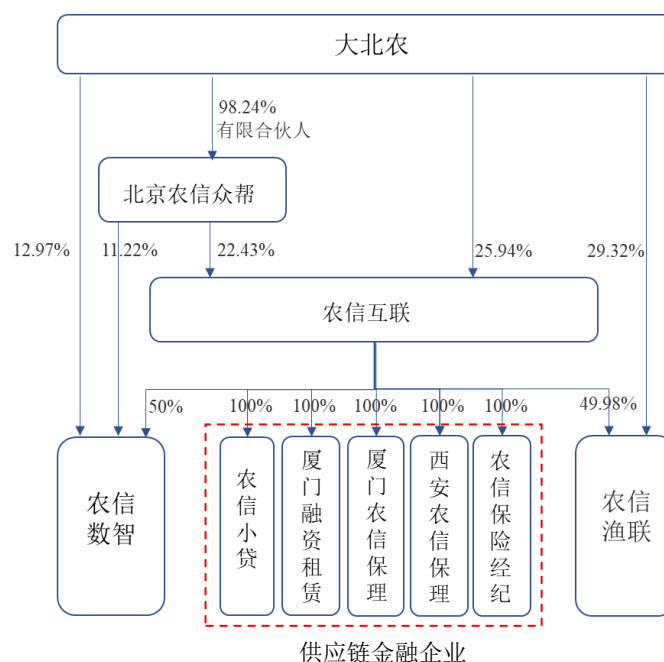 大北农
98.24%
有限合伙人
北京农信众帮
12.97%
11.22%
22.43%
25.94%
29.32%
农信互联
50%
100%
100%
100%
100%
100%
49.98%
农信
数智
农信小贷
厦门融资租赁
厦门农信保理
西安农信保理
农信保险经纪
农信
渔联
供应链金融企业